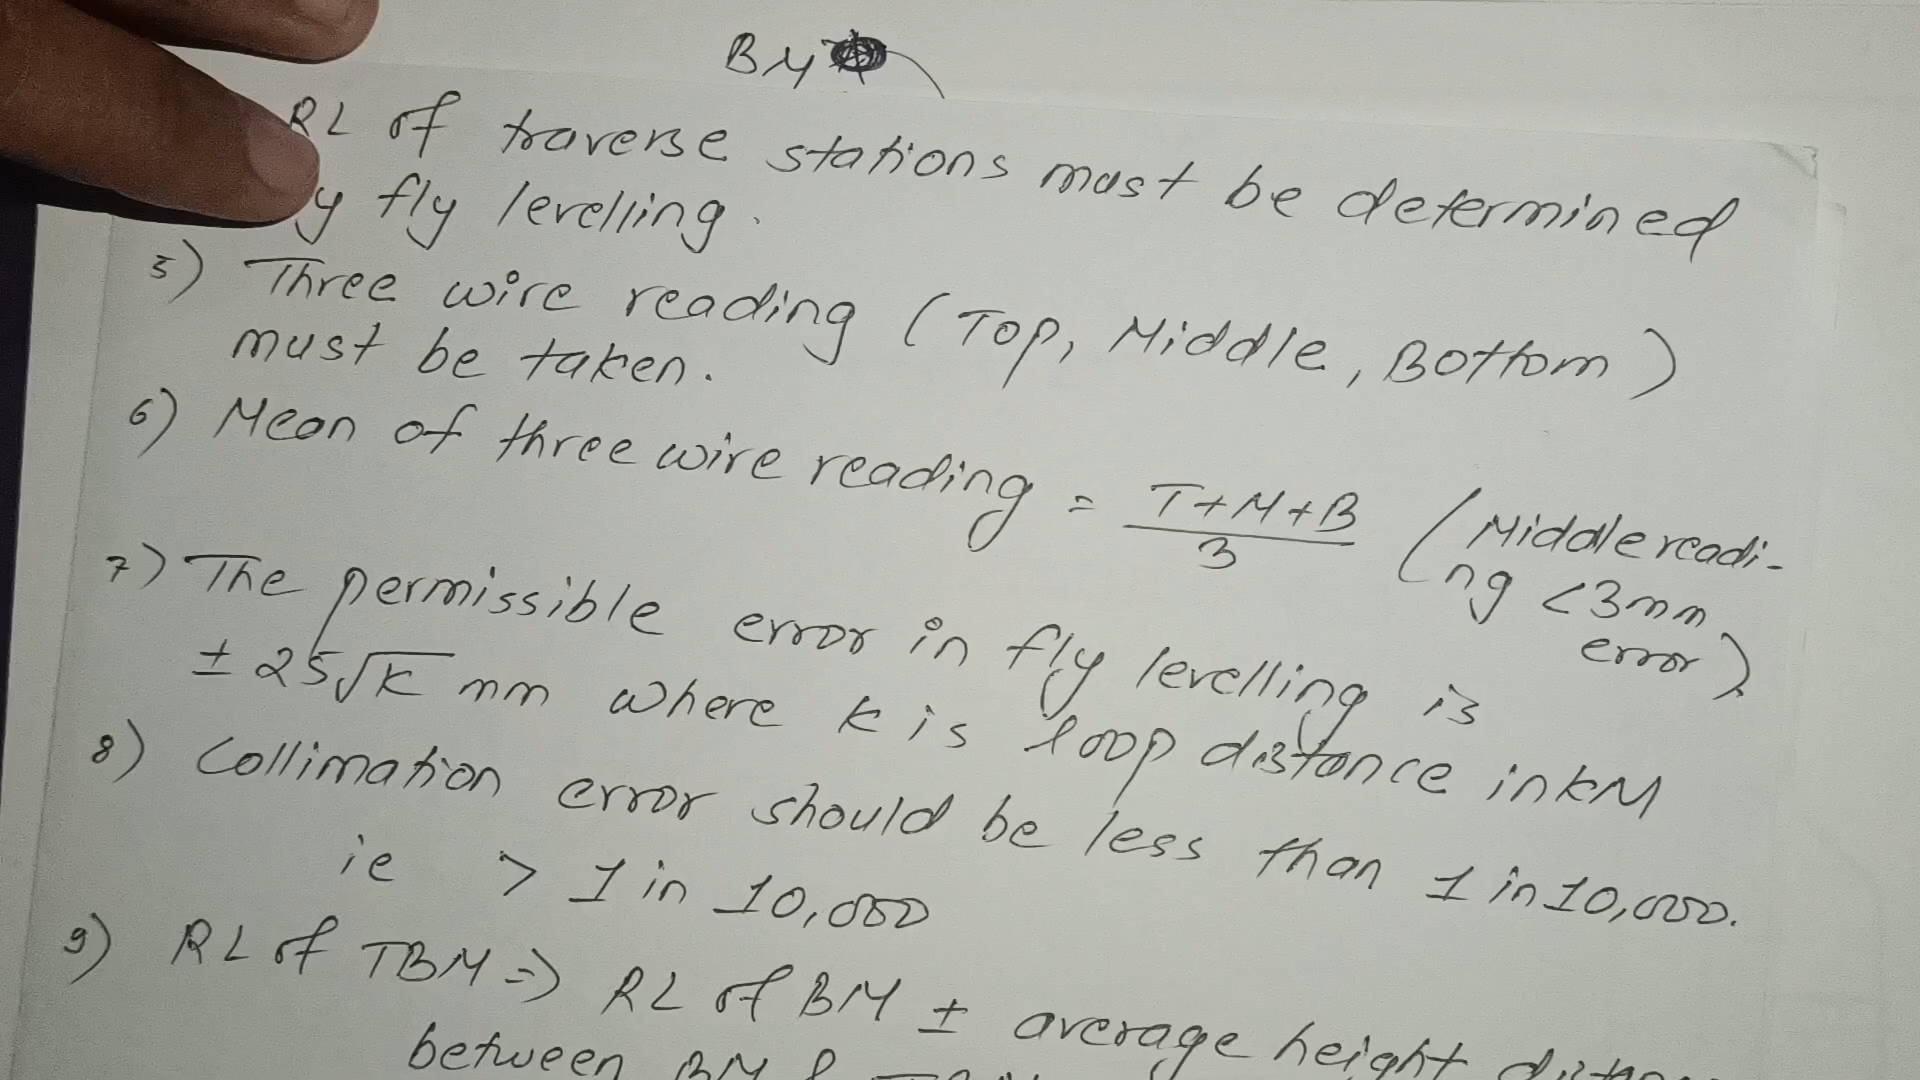 BM
RL of traverse stations must be determined
y fly levelling.
5) Three wire reading (Top, Middle, Bottom)
must be taken.
6) Mean of three wire reading = T+M+B / 3 (Middle readi-
ng <3mm
error)
7) The permissible error in fly levelling is
± 25√K mm where k is loop distance in kM
8) Collimation error should be less than 1 in 10,000.
ie > 1 in 10,000
9) RL of TBM => RL of BM ± average height
between BM &